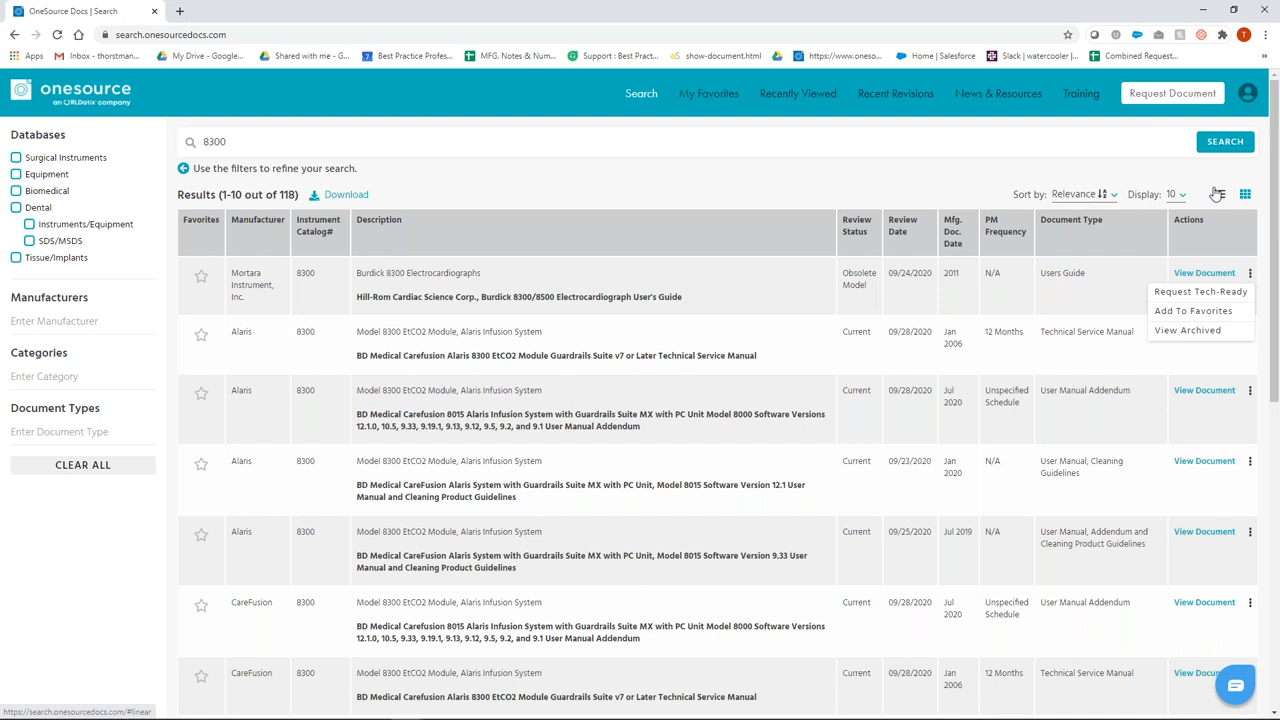 OneSource Docs | Search
search.onesourcedocs.com
T
Apps
Inbox - thorstman...
My Drive - Google...
Shared with me - G...
Best Practice Profes...
MFG. Notes & Num...
Support : Best Pract...
show-document.html
https://www.oneso...
Home | Salesforce
Slack | watercooler |...
Combined Request...
onesource
an RLDatix company
Search
My Favorites
Recently Viewed
Recent Revisions
News & Resources
Training
Request Document
Databases
Surgical Instruments
Equipment
Biomedical
Dental
Instruments/Equipment
SDS/MSDS
Tissue/Implants
Manufacturers
Enter Manufacturer
Categories
Enter Category
Document Types
Enter Document Type
CLEAR ALL
8300
SEARCH
Use the filters to refine your search.
Results (1-10 out of 118)
Download
Sort by: Relevance
Display: 10
Favorites
Manufacturer
Instrument
Catalog#
Description
Review
Status
Review
Date
Mfg.
Doc.
Date
PM
Frequency
Document Type
Actions
Mortara
Instrument,
Inc.
8300
Burdick 8300 Electrocardiographs
Hill-Rom Cardiac Science Corp., Burdick 8300/8500 Electrocardiograph User's Guide
Obsolete
Model
09/24/2020
2011
N/A
Users Guide
View Document
Request Tech-Ready
Add To Favorites
View Archived
Alaris
8300
Model 8300 EtCO2 Module, Alaris Infusion System
BD Medical Carefusion Alaris 8300 EtCO2 Module Guardrails Suite v7 or Later Technical Service Manual
Current
09/28/2020
Jan
2006
12 Months
Technical Service Manual
Alaris
8300
Model 8300 EtCO2 Module, Alaris Infusion System
BD Medical Carefusion 8015 Alaris Infusion System with Guardrails Suite MX with PC Unit Model 8000 Software Versions
12.1.0, 10.5, 9.33, 9.19.1, 9.13, 9.12, 9.5, 9.2, and 9.1 User Manual Addendum
Current
09/28/2020
Jul
2020
Unspecified
Schedule
User Manual Addendum
View Document
Alaris
8300
Model 8300 EtCO2 Module, Alaris Infusion System
BD Medical CareFusion Alaris System with Guardrails Suite MX with PC Unit, Model 8015 Software Version 12.1 User
Manual and Cleaning Product Guidelines
Current
09/23/2020
Jan
2020
N/A
User Manual, Cleaning
Guidelines
View Document
Alaris
8300
Model 8300 EtCO2 Module, Alaris Infusion System
BD Medical CareFusion Alaris System with Guardrails Suite MX with PC Unit, Model 8015 Software Version 9.33 User
Manual and Cleaning Product Guidelines
Current
09/25/2020
Jul 2019
N/A
User Manual, Addendum and
Cleaning Product Guidelines
View Document
CareFusion
8300
Model 8300 EtCO2 Module, Alaris Infusion System
BD Medical Carefusion 8015 Alaris Infusion System with Guardrails Suite MX with PC Unit Model 8000 Software Versions
12.1.0, 10.5, 9.33, 9.19.1, 9.13, 9.12, 9.5, 9.2, and 9.1 User Manual Addendum
Current
09/28/2020
Jul
2020
Unspecified
Schedule
User Manual Addendum
View Document
CareFusion
8300
Model 8300 EtCO2 Module, Alaris Infusion System
BD Medical Carefusion Alaris 8300 EtCO2 Module Guardrails Suite v7 or Later Technical Service Manual
Current
09/28/2020
Jan
2006
12 Months
Technical Service Manual
View
https://search.onesourcedocs.com/#linear